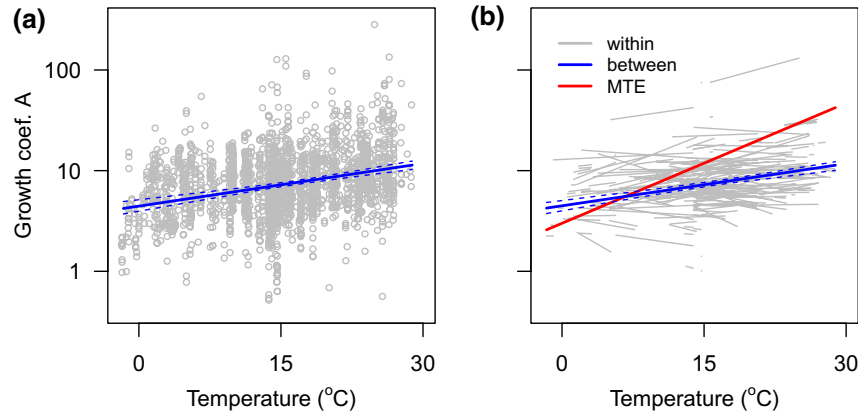 (a)
Growth coef. A
100
10
1
0
15
30
Temperature (°C)
(b)
within
between
MTE
0
15
30
Temperature (°C)